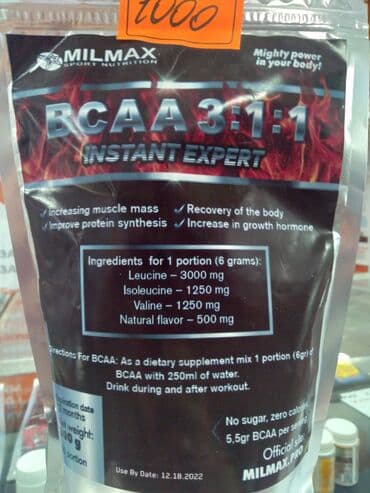 1000
MILMAX
SPORT NUTRITION
Mighty power
in your body!
BCAA 3:1:1
INSTANT EXPERT
Increasing muscle mass
Recovery of the body
Improve protein synthesis
Increase in growth hormone
Ingredients for 1 portion (6 grams):
Leucine – 3000 mg
Isoleucine – 1250 mg
Valine – 1250 mg
Natural flavor – 500 mg
Directions For BCAA: As a dietary supplement mix 1 portion (6gr) of
BCAA with 250ml of water.
Drink during and after workout.
date
months
weight:
g
portion
No sugar, zero
5,5gr BCAA per
Official
MILMAX.PRO
Use By Date: 12.18.2022